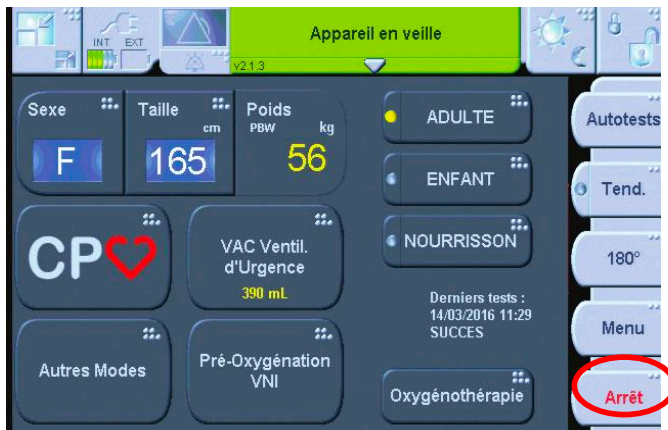 INT EXT
v2.1.3
Appareil en veille
Sexe
Taille
cm
Poids
PBW kg
F
165
56
ADULTE
ENFANT
NOURRISSON
CP
VAC Ventil.
d'Urgence
390 mL
Derniers tests :
14/03/2016 11:29
SUCCES
Autres Modes
Pré-Oxygénation
VNI
Oxygénothérapie
Autotests
Tend.
180°
Menu
Arrêt